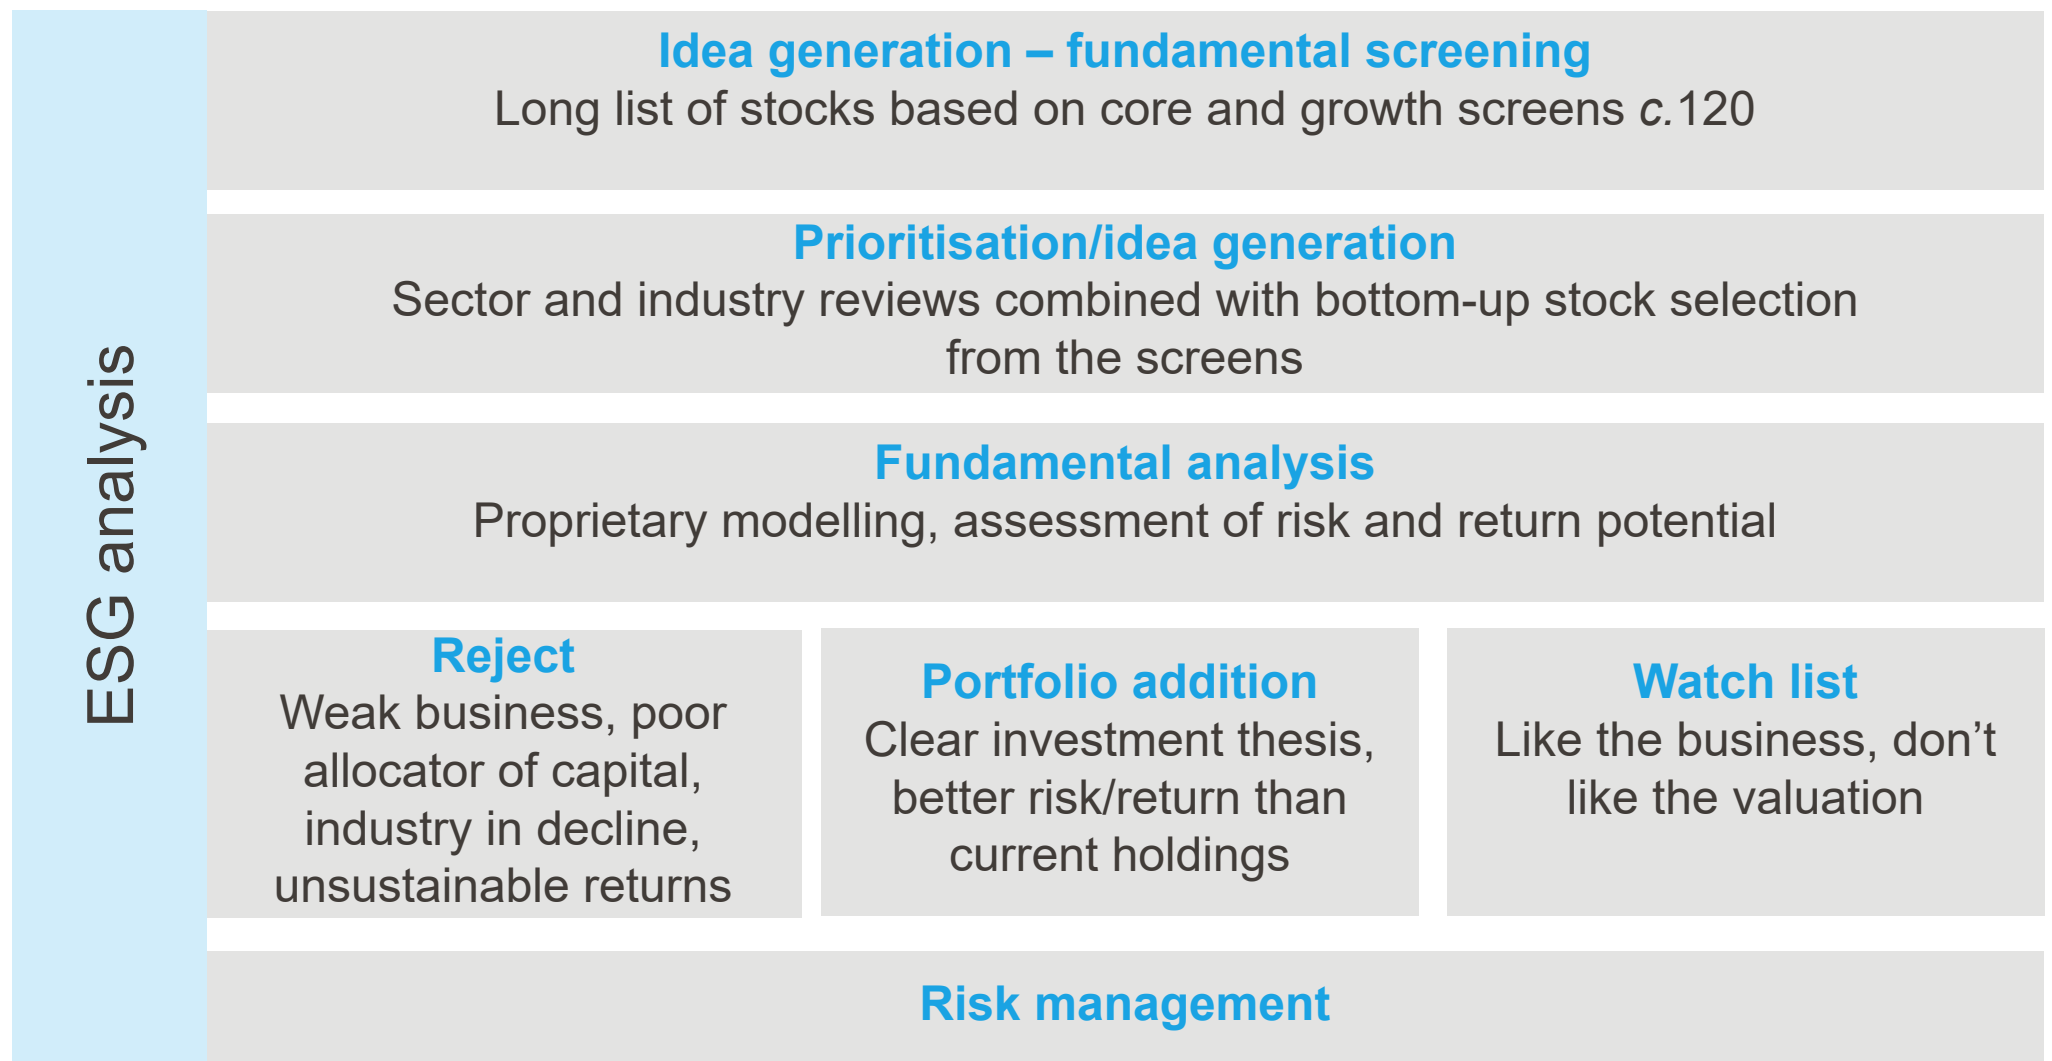 ESG analysis
Idea generation – fundamental screening
Long list of stocks based on core and growth screens c.120
Prioritisation/idea generation
Sector and industry reviews combined with bottom-up stock selection
from the screens
Fundamental analysis
Proprietary modelling, assessment of risk and return potential
Reject
Weak business, poor
allocator of capital,
industry in decline,
unsustainable returns
Portfolio addition
Clear investment thesis,
better risk/return than
current holdings
Watch list
Like the business, don’t
like the valuation
Risk management